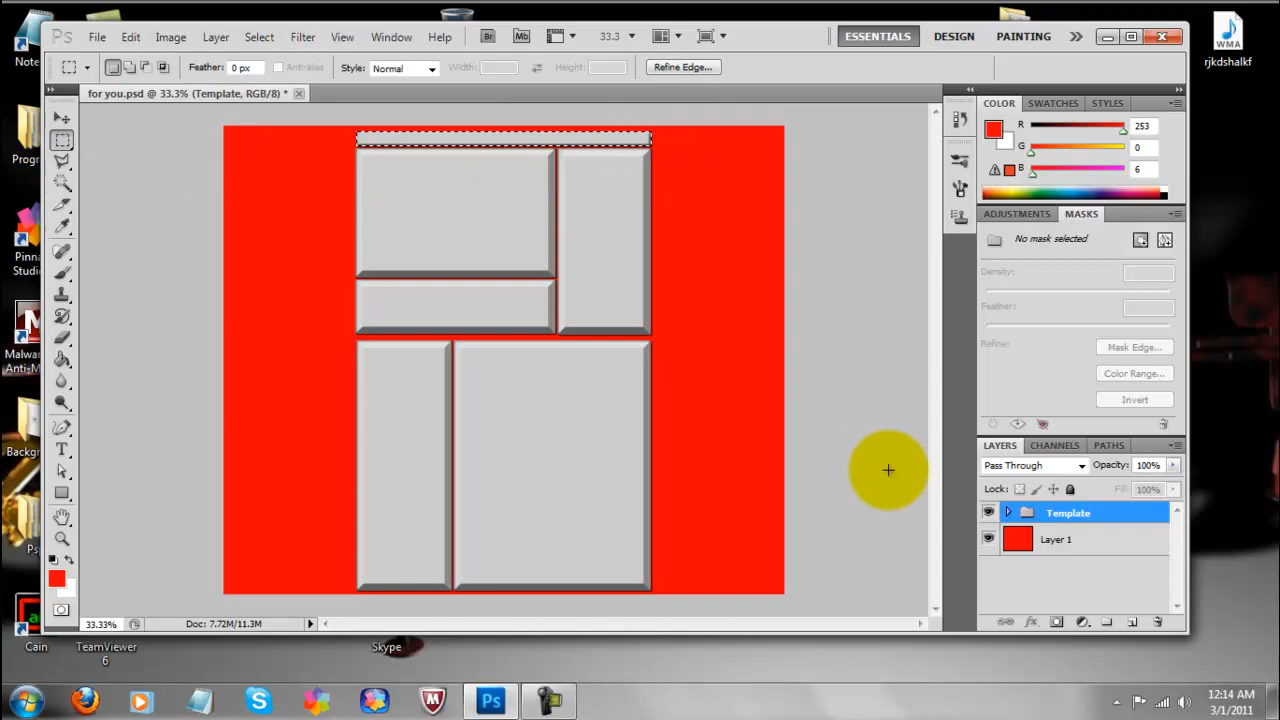 Ps File Edit Image Layer Select Filter View Window Help Br Mb 33.3 ESSENTIALS DESIGN PAINTING
Feather: 0 px Anti-alias Style: Normal Width: Height: Refine Edge...
for you.psd @ 33.3% (Template, RGB/8) *
COLOR SWATCHES STYLES
R 253
G 0
B 6
ADJUSTMENTS MASKS
No mask selected
Density:
Feather:
Refine: Mask Edge...
Color Range...
Invert
LAYERS CHANNELS PATHS
Pass Through Opacity: 100%
Lock: Fill: 100%
Template
Layer 1
33.33% Doc: 7.72M/11.3M
Note
Progr
Pinna
Studio
Malwar
Anti-M
Backg
Psp
Cain
TeamViewer
6
Skype
WMA
rjkdshalkf
Ps
12:14 AM
3/1/2011